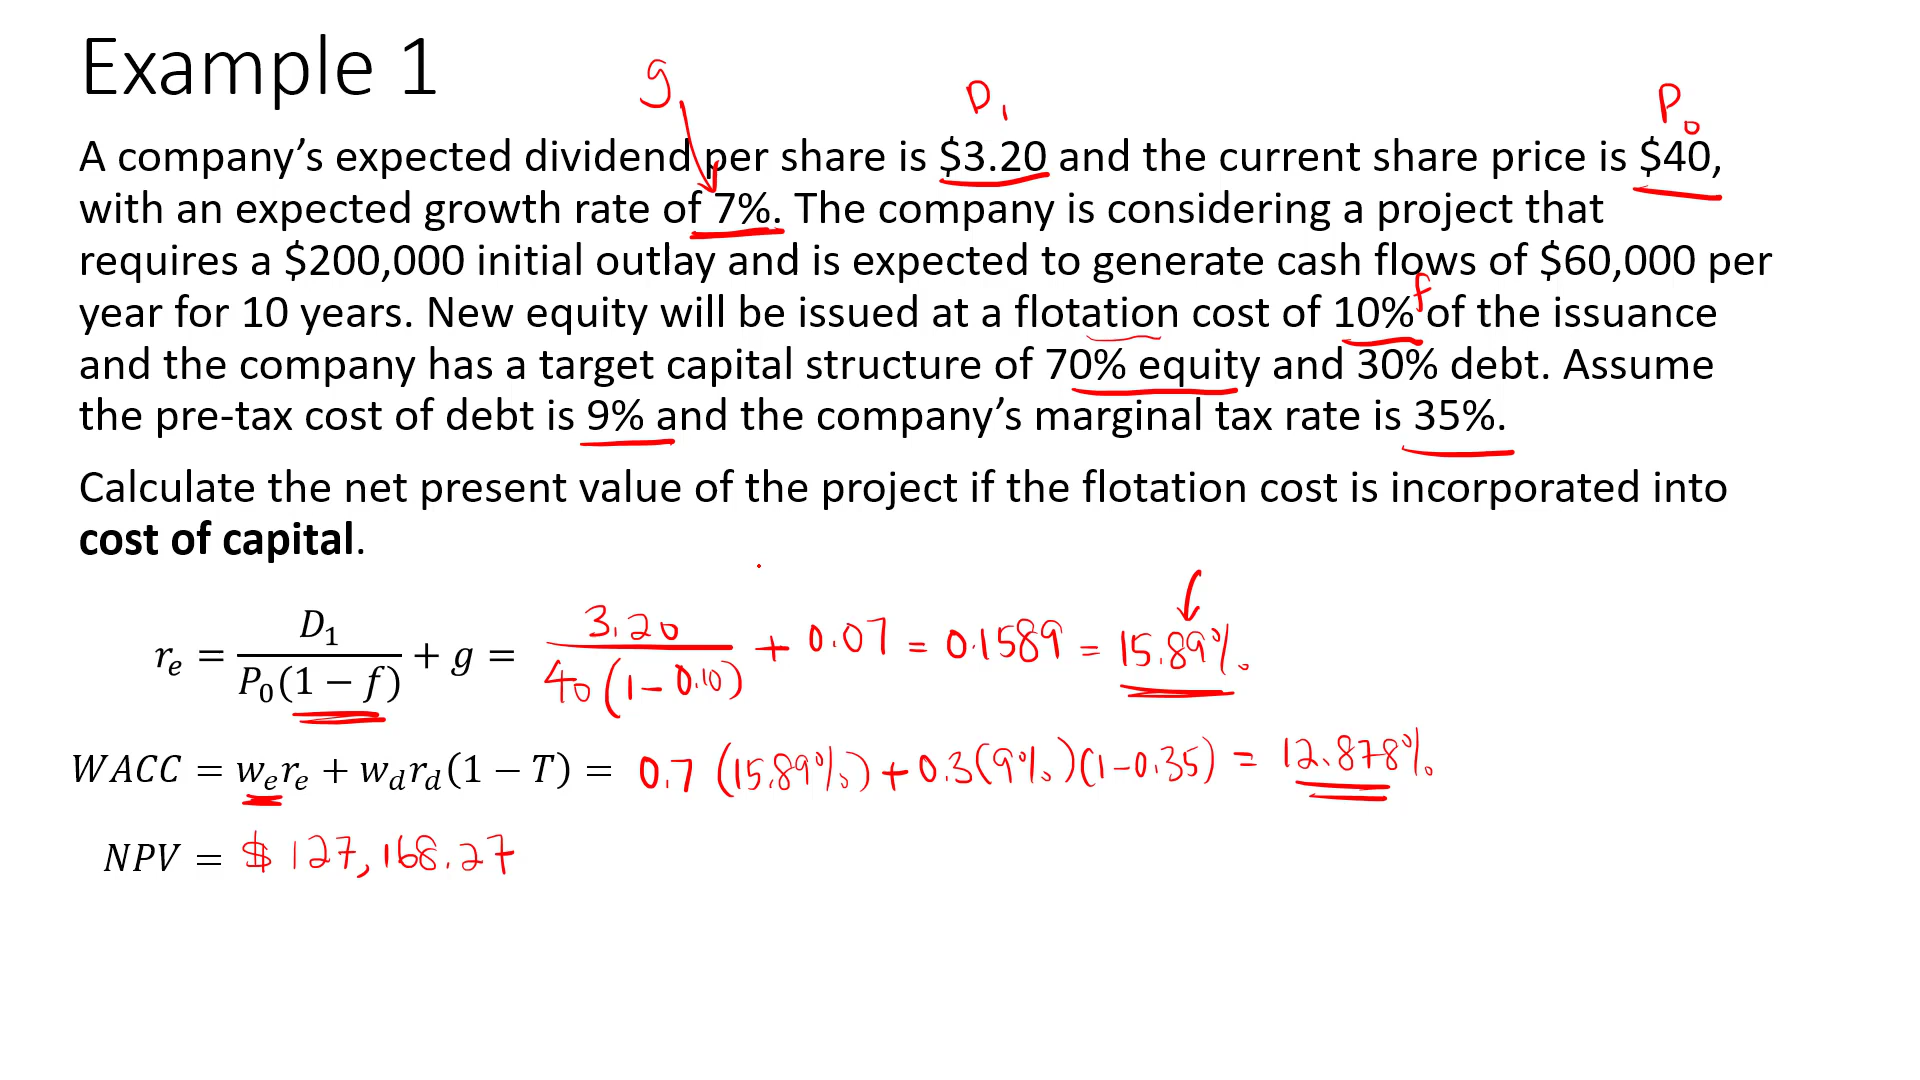 Example 1
g
D₁
P₀
A company’s expected dividend per share is $3.20 and the current share price is $40,
with an expected growth rate of 7%. The company is considering a project that
requires a $200,000 initial outlay and is expected to generate cash flows of $60,000 per
f
year for 10 years. New equity will be issued at a flotation cost of 10% of the issuance
and the company has a target capital structure of 70% equity and 30% debt. Assume
the pre-tax cost of debt is 9% and the company’s marginal tax rate is 35%.
Calculate the net present value of the project if the flotation cost is incorporated into
cost of capital.
rₑ = D₁ / P₀(1 − f) + g = 3.20 / 40(1-0.10) + 0.07 = 0.1589 = 15.89%
WACC = wₑrₑ + w_d r_d(1 − T) = 0.7 (15.89%) + 0.3(9%)(1-0.35) = 12.878%
NPV = $ 127,168.27